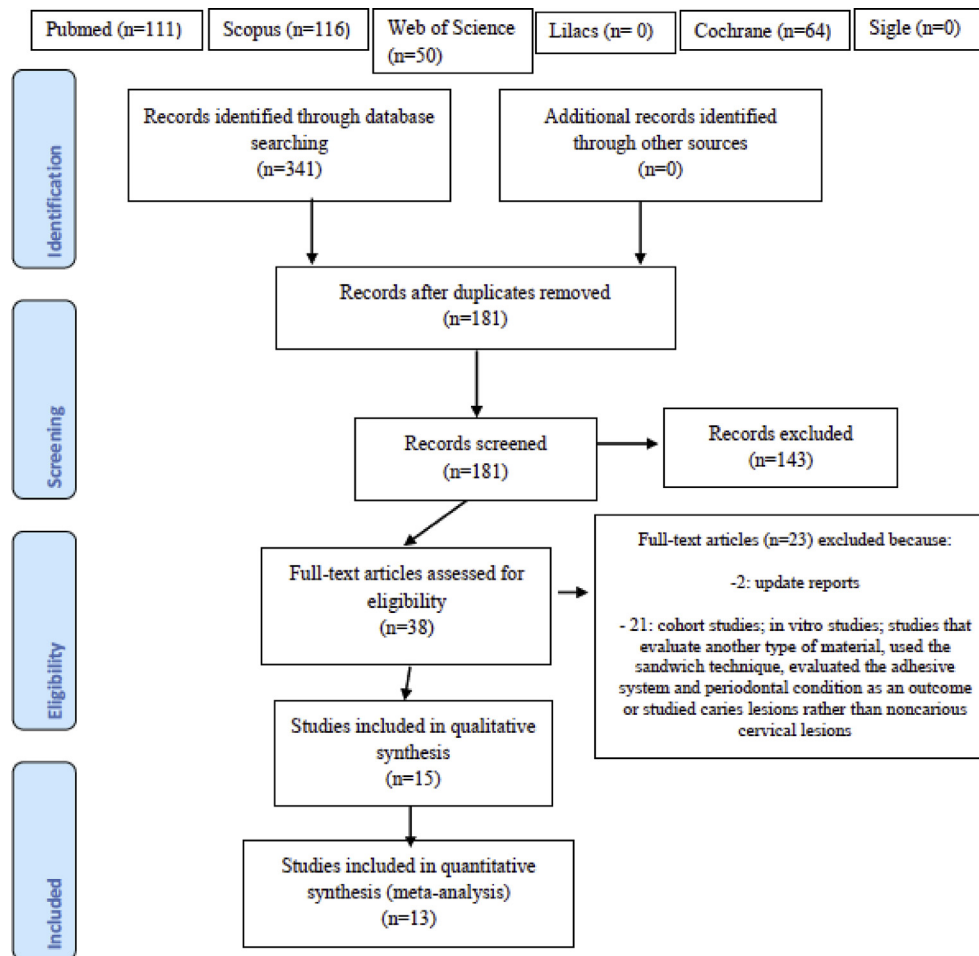 Pubmed (n=111)
Scopus (n=116)
Web of Science
(n=50)
Lilacs (n= 0)
Cochrane (n=64)
Sigle (n=0)
Identification
Records identified through database
searching
(n=341)
Additional records identified
through other sources
(n=0)
Records after duplicates removed
(n=181)
Screening
Records screened
(n=181)
Records excluded
(n=143)
Eligibility
Full-text articles assessed for
eligibility
(n=38)
Full-text articles (n=23) excluded because:
-2: update reports
- 21: cohort studies; in vitro studies; studies that
evaluate another type of material, used the
sandwich technique, evaluated the adhesive
system and periodontal condition as an outcome
or studied caries lesions rather than noncarious
cervical lesions
Studies included in qualitative
synthesis
(n=15)
Included
Studies included in quantitative
synthesis (meta-analysis)
(n=13)